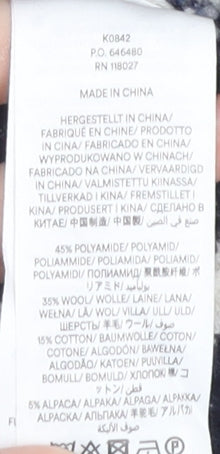 K0842
P.O. 646480
RN 118027
MADE IN CHINA
HERGESTELLT IN CHINA/
FABRIQUÉ EN CHINE/ PRODOTTO
IN CINA/ FABRICADO EN CHINA/
WYPRODUKOWANO W CHINACH/
FABRICADO NA CHINA/ VERVAARDIGD
IN CHINA/ VALMISTETTU KIINASSA/
TILLVERKAD I KINA/ FREMSTILLET I
KINA/ PRODUSERT I KINA/ СДЕЛАНО В
КИТАЕ/ 中国制造/ 中国製/ صنع في الصين
45% POLYAMIDE/ POLYAMID/
POLIAMMIDE/ POLIAMIDA/ POLIAMID/
POLYAMIDI/ ПОЛИАМИД/ 聚酰胺纤维/ ポ
リアミド/ بولياميد
35% WOOL/ WOLLE/ LAINE/ LANA/
WEŁNA/ LÃ/ WOL/ VILLA/ ULL/ ULD/
ШЕРСТЬ/ 羊毛/ ウール/ صوف
15% COTTON/ BAUMWOLLE/ COTON/
COTONE/ ALGODÓN/ BAWEŁNA/
ALGODÃO/ KATOEN/ PUUVILLA/
BOMULL/ BOMULD/ ХЛОПОК/ 棉/ コ
ットン/ قطن
5% ALPACA/ ALPAKA/ ALPAGA/ ALPAKKA/
ALPACKA/ АЛЬПАКА/ 羊驼毛/ アルパカ/
صوف الألبكة